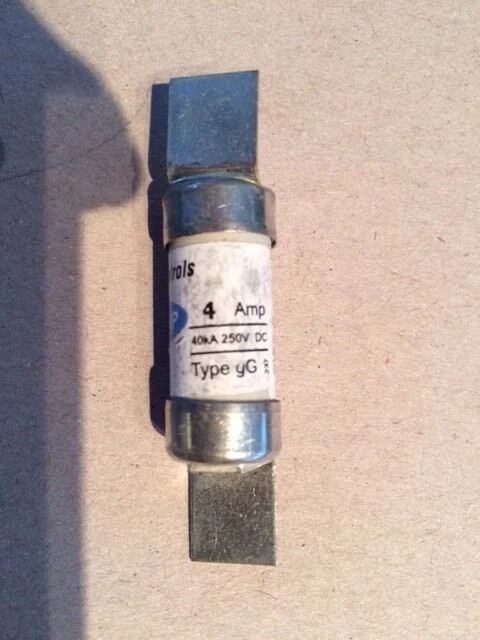 rols
4 Amp
40kA 250V DC
Type gG